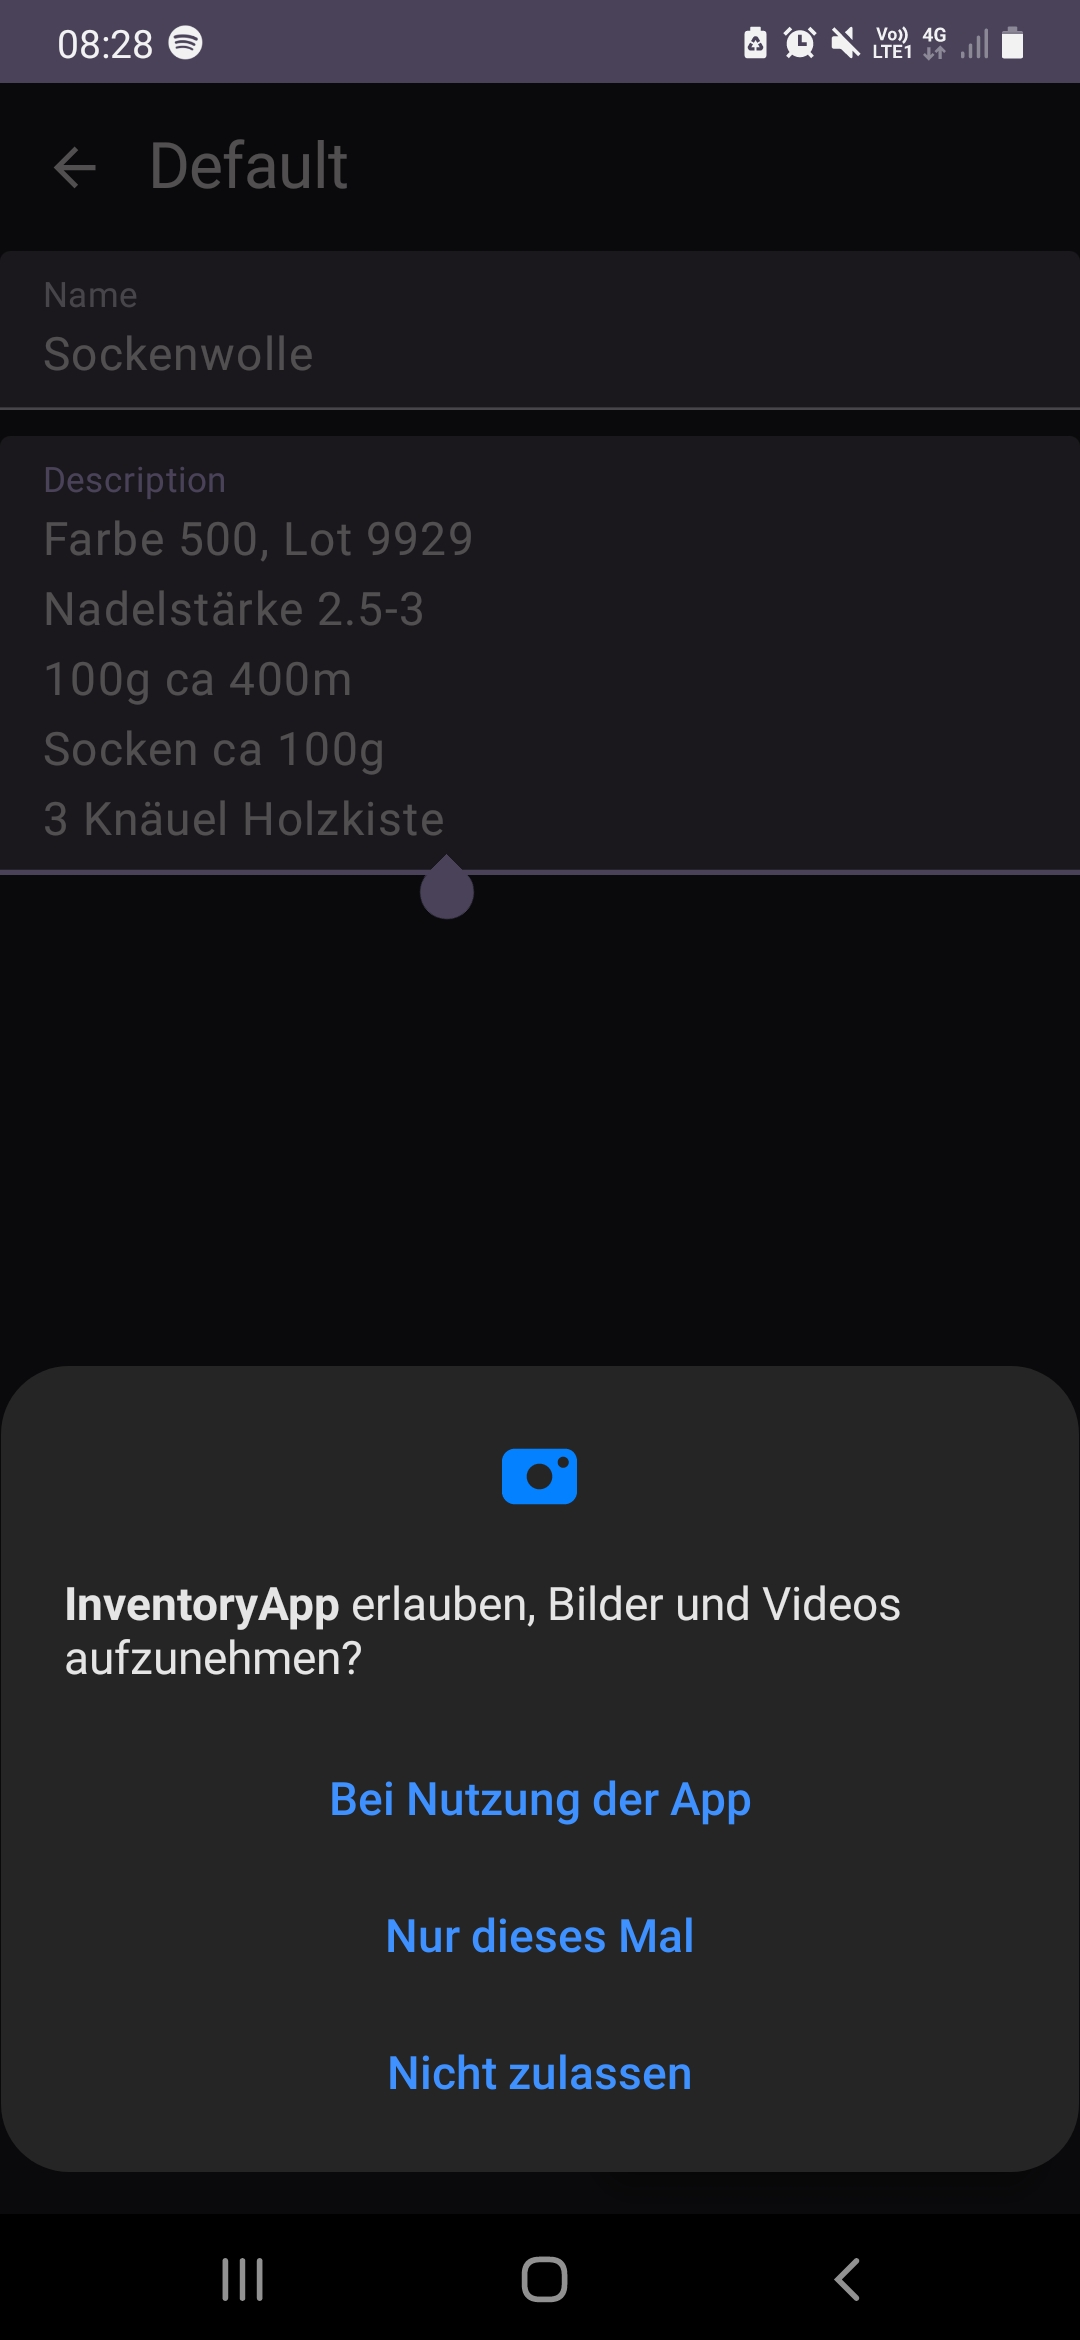 08:28
Vo)) LTE1 4G
Default
Name
Sockenwolle
Description
Farbe 500, Lot 9929
Nadelstärke 2.5-3
100g ca 400m
Socken ca 100g
3 Knäuel Holzkiste
InventoryApp erlauben, Bilder und Videos
aufzunehmen?
Bei Nutzung der App
Nur dieses Mal
Nicht zulassen